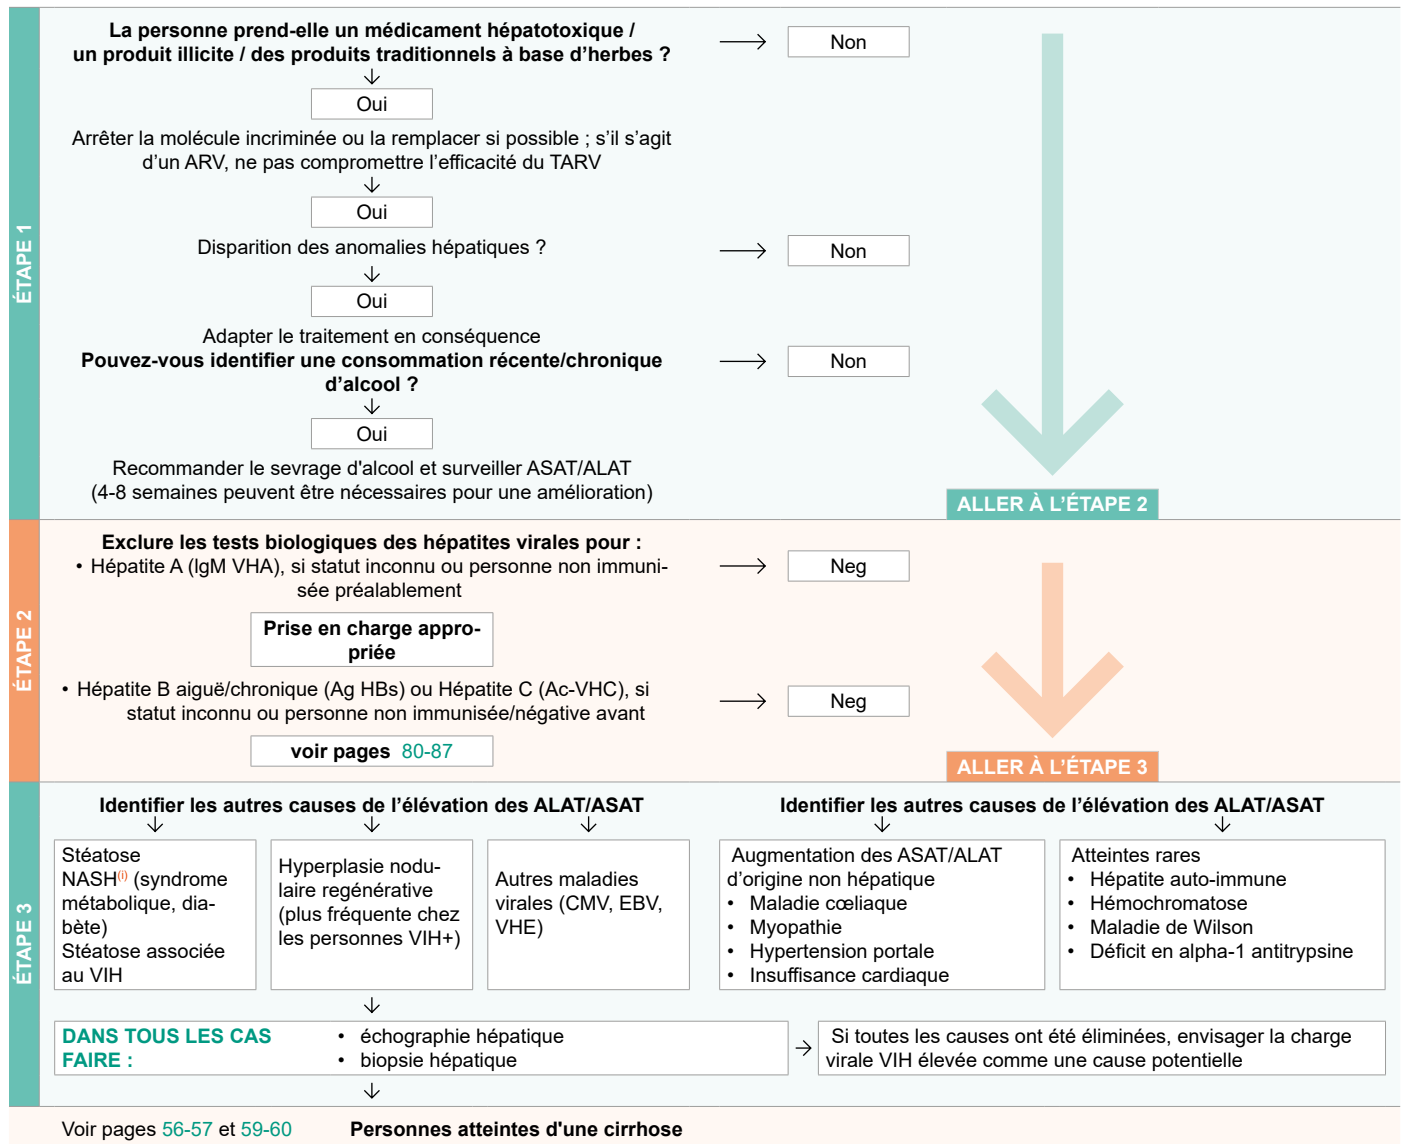 ÉTAPE 1
La personne prend-elle un médicament hépatotoxique /
un produit illicite / des produits traditionnels à base d'herbes ?
Non
Oui
Arrêter la molécule incriminée ou la remplacer si possible ; s'il s'agit
d'un ARV, ne pas compromettre l'efficacité du TARV
Oui
Disparition des anomalies hépatiques ?
Non
Oui
Adapter le traitement en conséquence
Pouvez-vous identifier une consommation récente/chronique
d'alcool ?
Non
Oui
Recommander le sevrage d'alcool et surveiller ASAT/ALAT
(4-8 semaines peuvent être nécessaires pour une amélioration)
ALLER À L'ÉTAPE 2
ÉTAPE 2
Exclure les tests biologiques des hépatites virales pour :
• Hépatite A (IgM VHA), si statut inconnu ou personne non immuni-
sée préalablement
Neg
Prise en charge appro-
priée
• Hépatite B aiguë/chronique (Ag HBs) ou Hépatite C (Ac-VHC), si
statut inconnu ou personne non immunisée/négative avant
Neg
voir pages 80-87
ALLER À L'ÉTAPE 3
ÉTAPE 3
Identifier les autres causes de l'élévation des ALAT/ASAT
Stéatose
NASH(i) (syndrome
métabolique, dia-
bète)
Stéatose associée
au VIH
Hyperplasie nodu-
laire regénérative
(plus fréquente chez
les personnes VIH+)
Autres maladies
virales (CMV, EBV,
VHE)
Identifier les autres causes de l'élévation des ALAT/ASAT
Augmentation des ASAT/ALAT
d'origine non hépatique
• Maladie cœliaque
• Myopathie
• Hypertension portale
• Insuffisance cardiaque
Atteintes rares
• Hépatite auto-immune
• Hémochromatose
• Maladie de Wilson
• Déficit en alpha-1 antitrypsine
DANS TOUS LES CAS
FAIRE :
• échographie hépatique
• biopsie hépatique
Si toutes les causes ont été éliminées, envisager la charge
virale VIH élevée comme une cause potentielle
Voir pages 56-57 et 59-60 Personnes atteintes d'une cirrhose